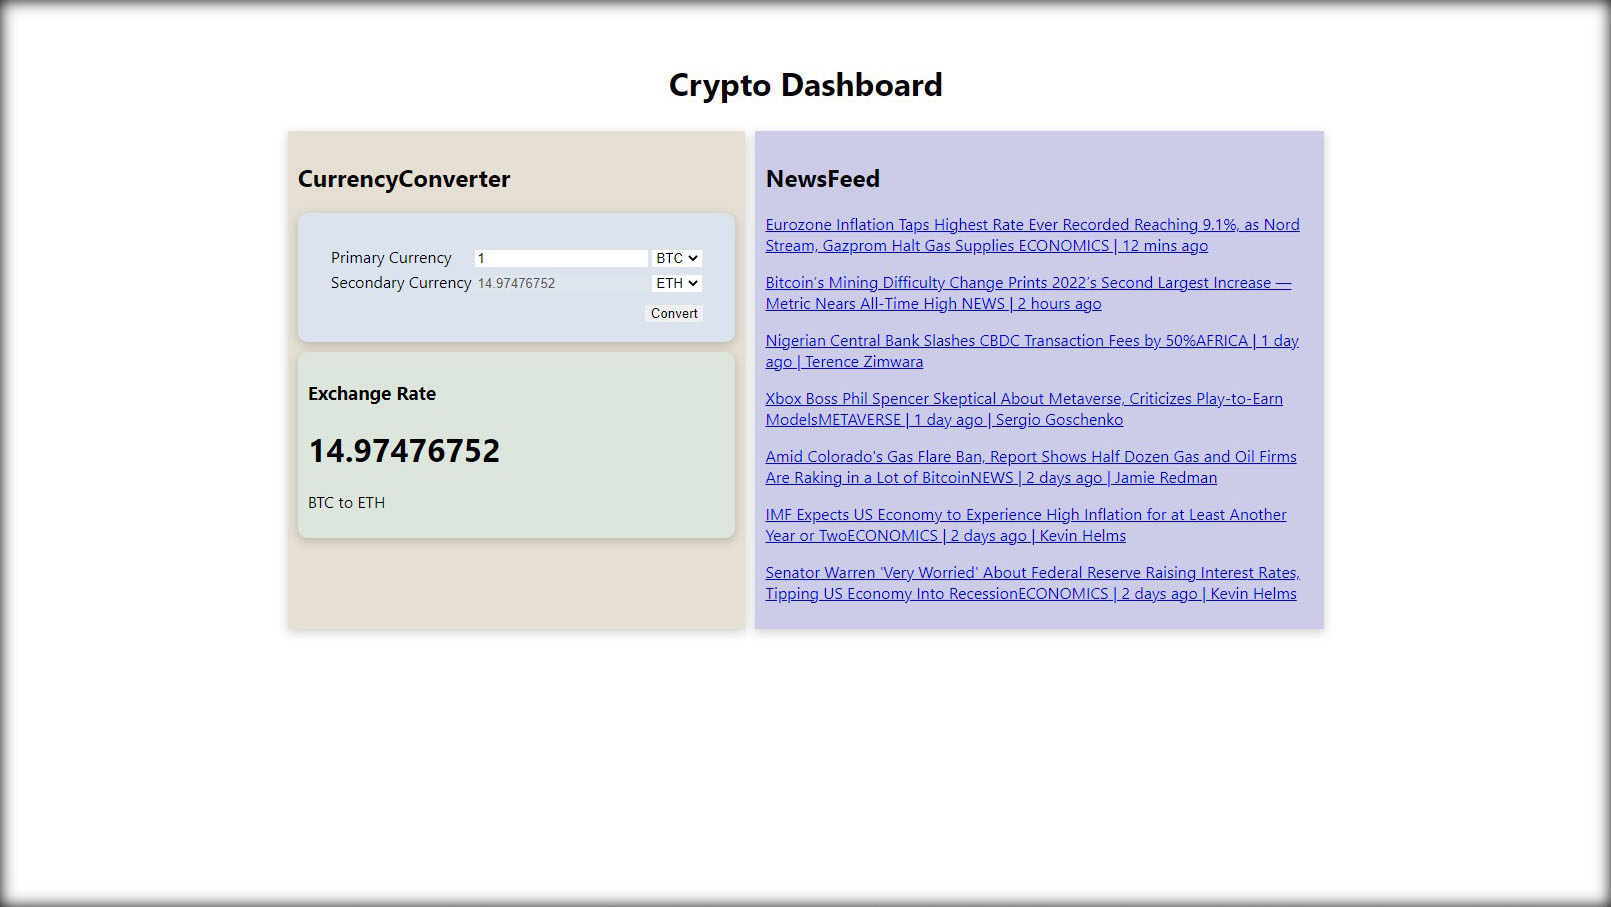 Crypto Dashboard
CurrencyConverter
Primary Currency 1 BTC
Secondary Currency 14.97476752 ETH
Convert
Exchange Rate
14.97476752
BTC to ETH
NewsFeed
Eurozone Inflation Taps Highest Rate Ever Recorded Reaching 9.1%, as Nord
Stream, Gazprom Halt Gas Supplies ECONOMICS | 12 mins ago
Bitcoin’s Mining Difficulty Change Prints 2022’s Second Largest Increase —
Metric Nears All-Time High NEWS | 2 hours ago
Nigerian Central Bank Slashes CBDC Transaction Fees by 50%AFRICA | 1 day
ago | Terence Zimwara
Xbox Boss Phil Spencer Skeptical About Metaverse, Criticizes Play-to-Earn
ModelsMETAVERSE | 1 day ago | Sergio Goschenko
Amid Colorado's Gas Flare Ban, Report Shows Half Dozen Gas and Oil Firms
Are Raking in a Lot of BitcoinNEWS | 2 days ago | Jamie Redman
IMF Expects US Economy to Experience High Inflation for at Least Another
Year or TwoECONOMICS | 2 days ago | Kevin Helms
Senator Warren 'Very Worried' About Federal Reserve Raising Interest Rates,
Tipping US Economy Into RecessionECONOMICS | 2 days ago | Kevin Helms